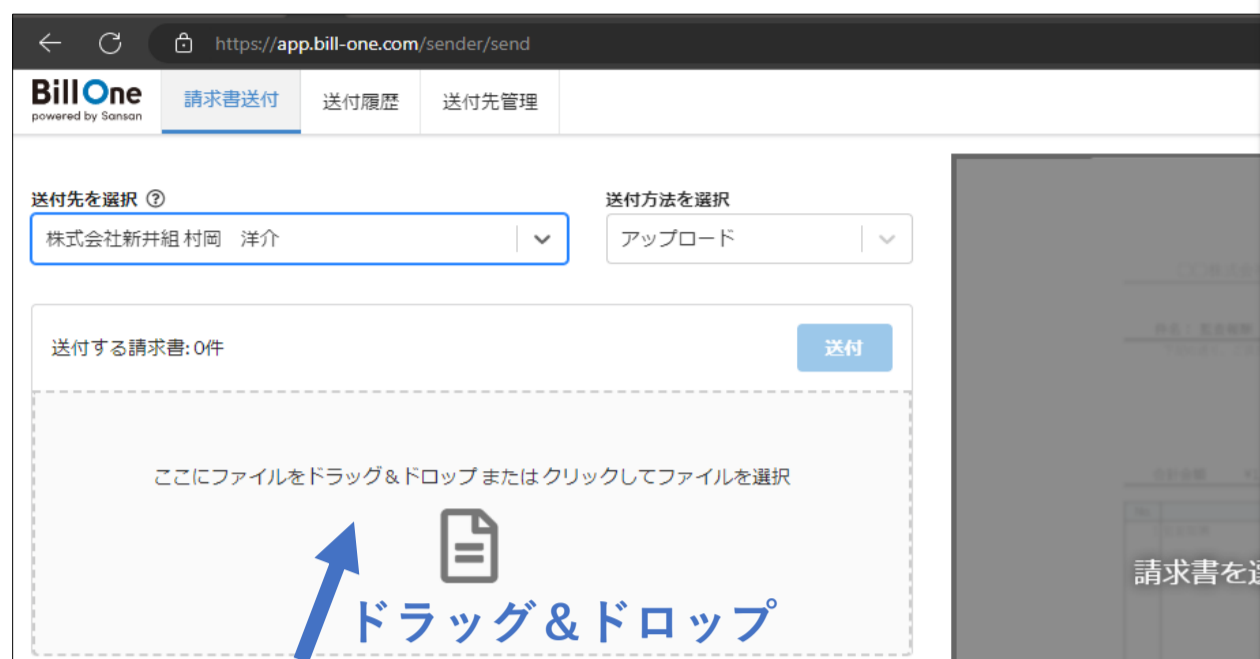 https://app.bill-one.com/sender/send
Bill One
powered by Sansan
請求書送付 送付履歴 送付先管理
送付先を選択 ?
送付方法を選択
株式会社新井組 村岡　洋介
アップロード
送付する請求書: 0件
送付
ここにファイルをドラッグ&ドロップ または クリックしてファイルを選択
請求書を
ドラッグ&ドロップ